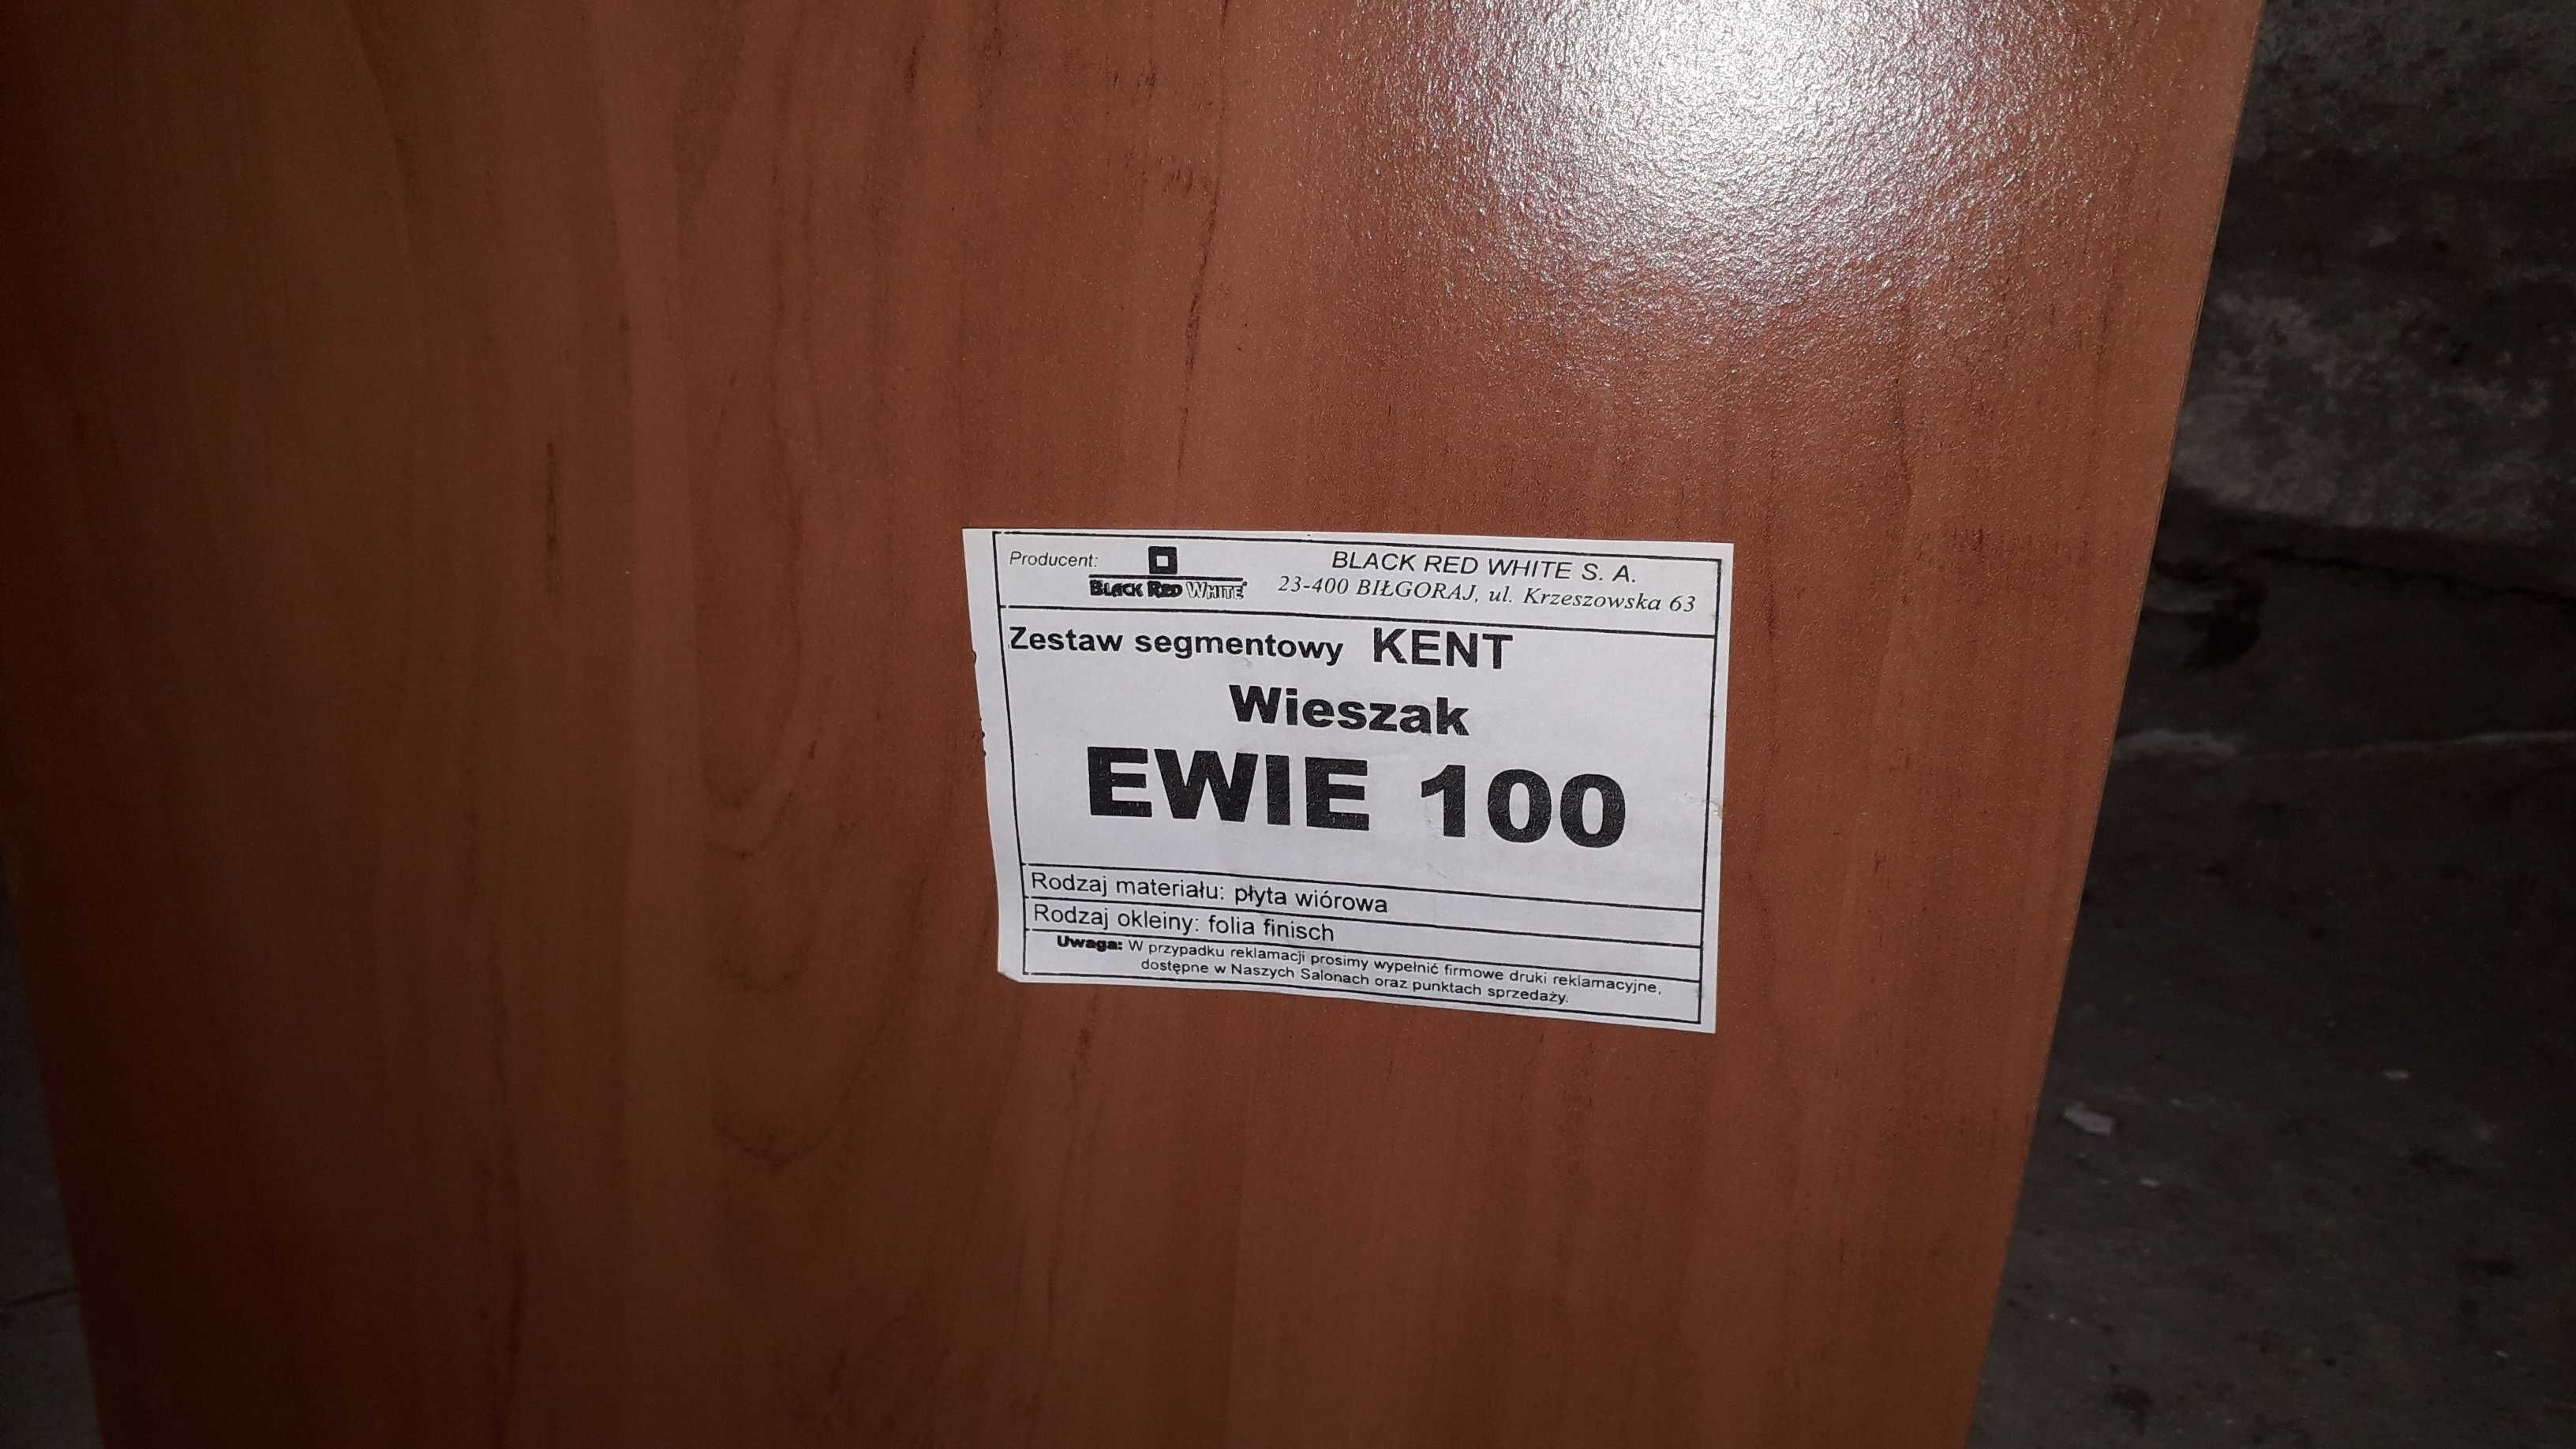 Producent:
BLACK RED WHITE
BLACK RED WHITE S. A.
23-400 BIŁGORAJ, ul. Krzeszowska 63
Zestaw segmentowy KENT
Wieszak
EWIE 100
Rodzaj materiału: płyta wiórowa
Rodzaj okleiny: folia finisch
Uwaga: W przypadku reklamacji prosimy wypełnić firmowe druki reklamacyjne,
dostępne w Naszych Salonach oraz punktach sprzedaży.